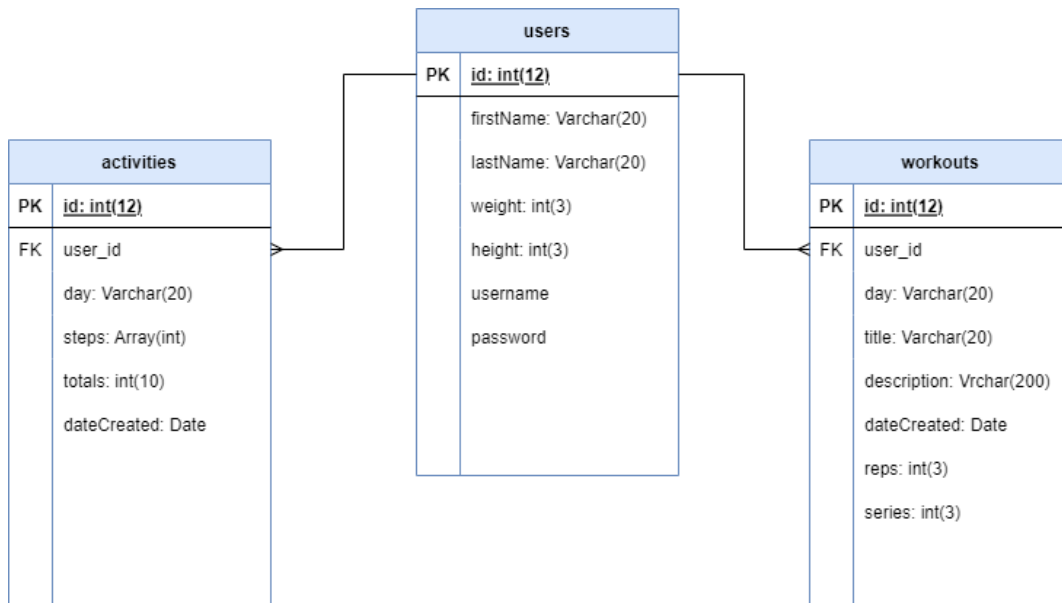 users
PK id: int(12)
firstName: Varchar(20)
lastName: Varchar(20)
weight: int(3)
height: int(3)
username
password
activities
PK id: int(12)
FK user_id
day: Varchar(20)
steps: Array(int)
totals: int(10)
dateCreated: Date
workouts
PK id: int(12)
FK user_id
day: Varchar(20)
title: Varchar(20)
description: Vrchar(200)
dateCreated: Date
reps: int(3)
series: int(3)